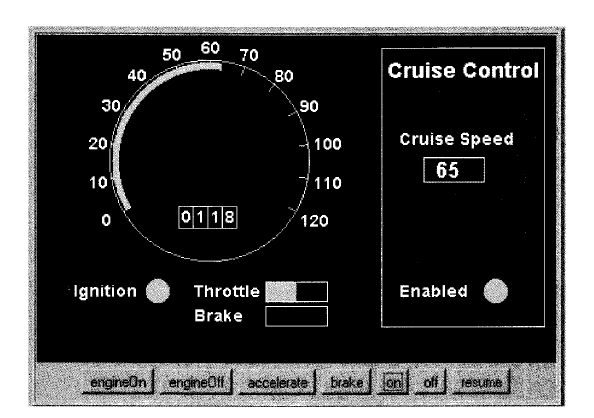 60
50 70
40 80
30 90
20 100
10 110
0 0118 120
Ignition Throttle
Brake
Cruise Control
Cruise Speed
65
Enabled
engineOn engineOff accelerate brake on off resume